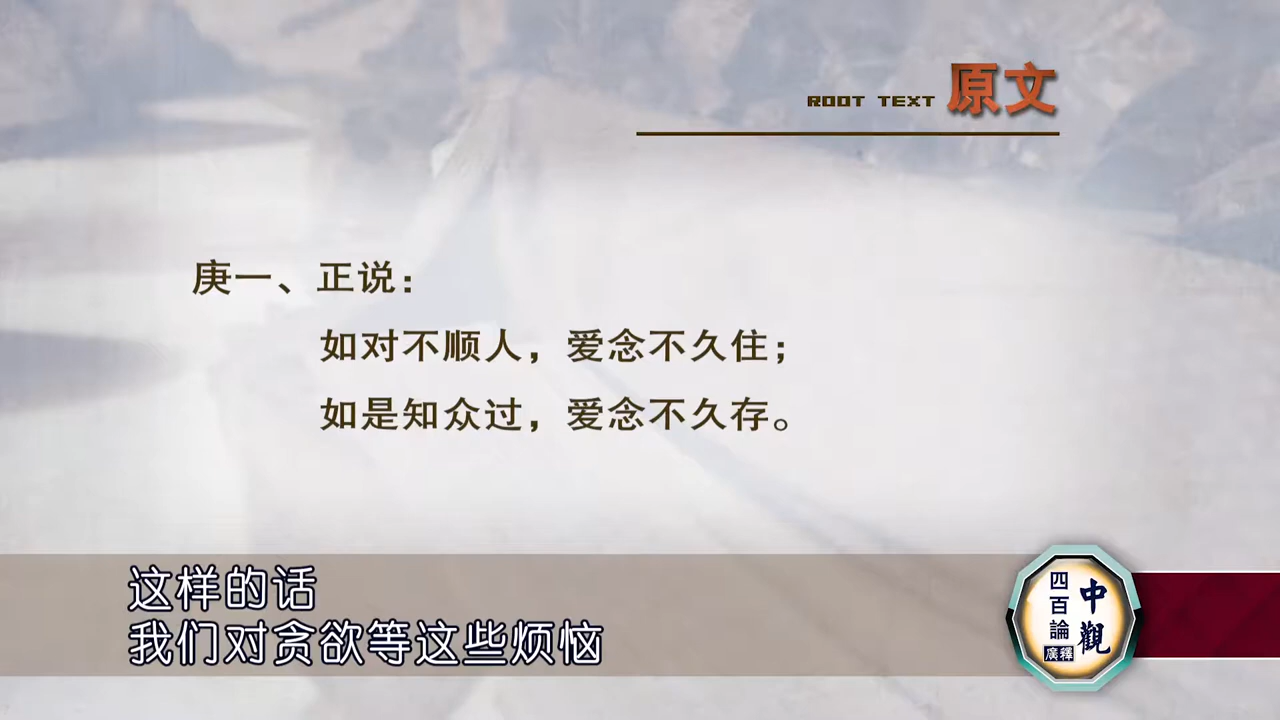 ROOT TEXT 原文
庚一、正说：
如对不顺人，爱念不久住；
如是知众过，爱念不久存。
这样的话
我们对贪欲等这些烦恼
中觀
四百論
廣釋